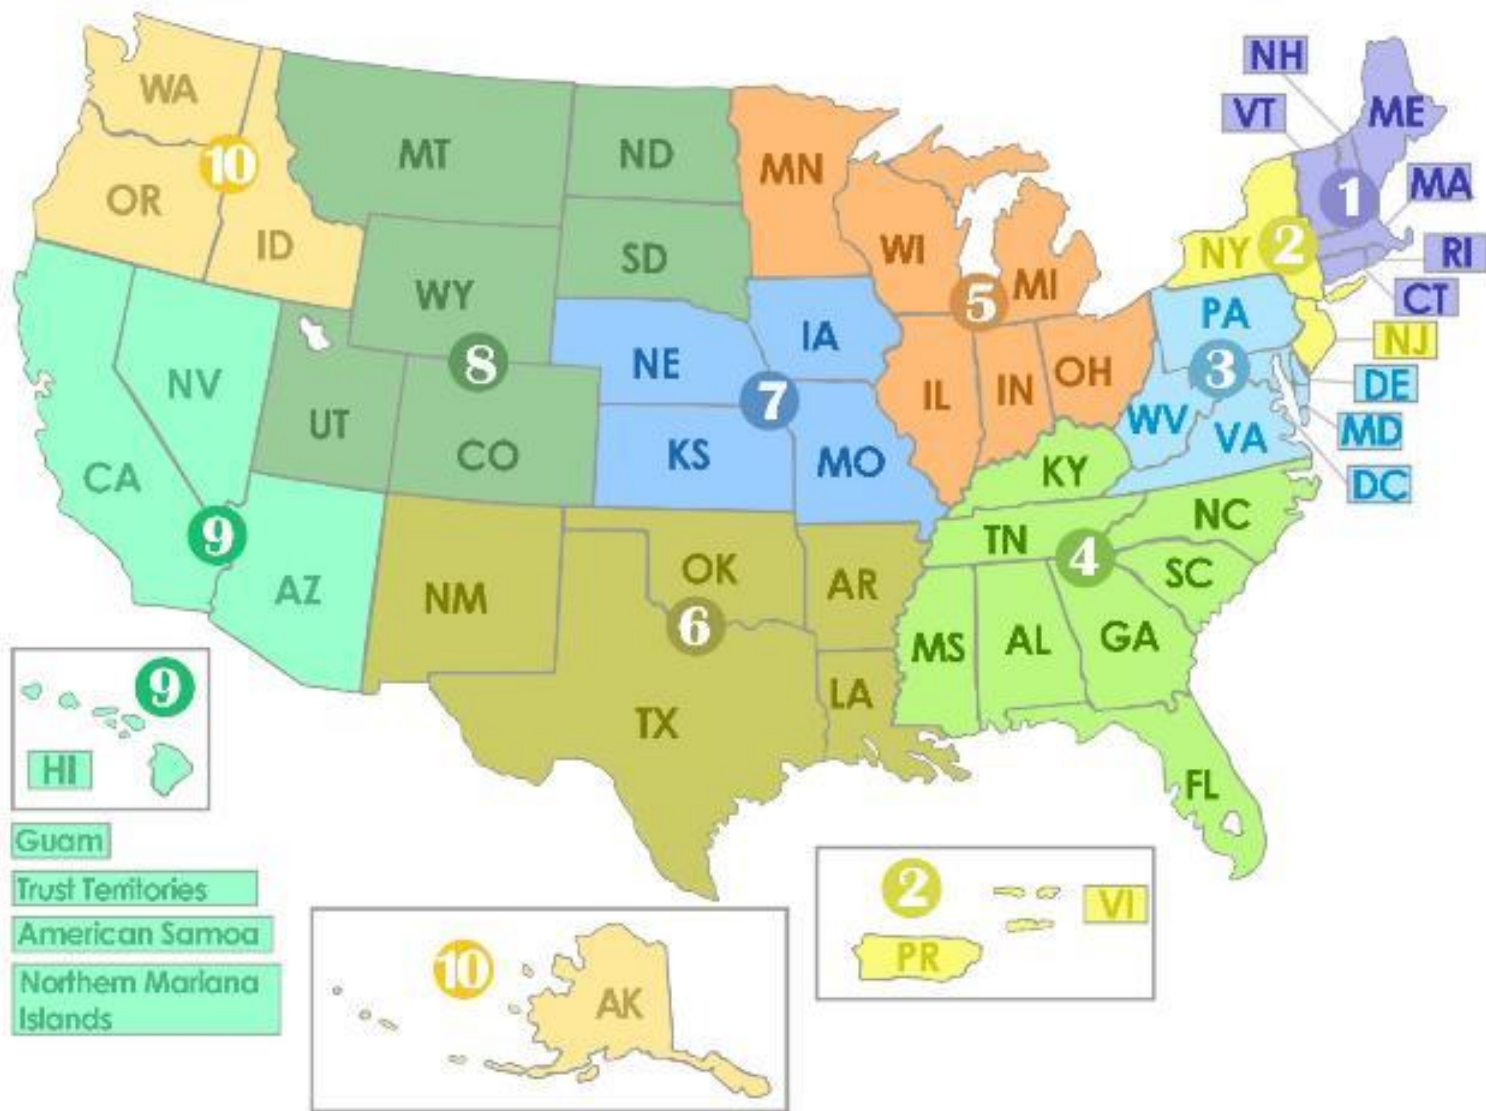 NH
ME
VT
WA
MT
ND
MN
10
MA
OR
1
ID
WI
NY
2
RI
SD
MI
CT
WY
5
PA
NJ
IA
8
NE
3
DE
NV
7
IL
IN
OH
UT
WV
MD
VA
CO
KS
MO
KY
CA
DC
NC
9
TN
4
OK
AR
SC
AZ
NM
6
MS
AL
GA
9
LA
TX
HI
FL
Guam
2
VI
Trust Territories
American Samoa
PR
10
Northern Mariana
Islands
AK